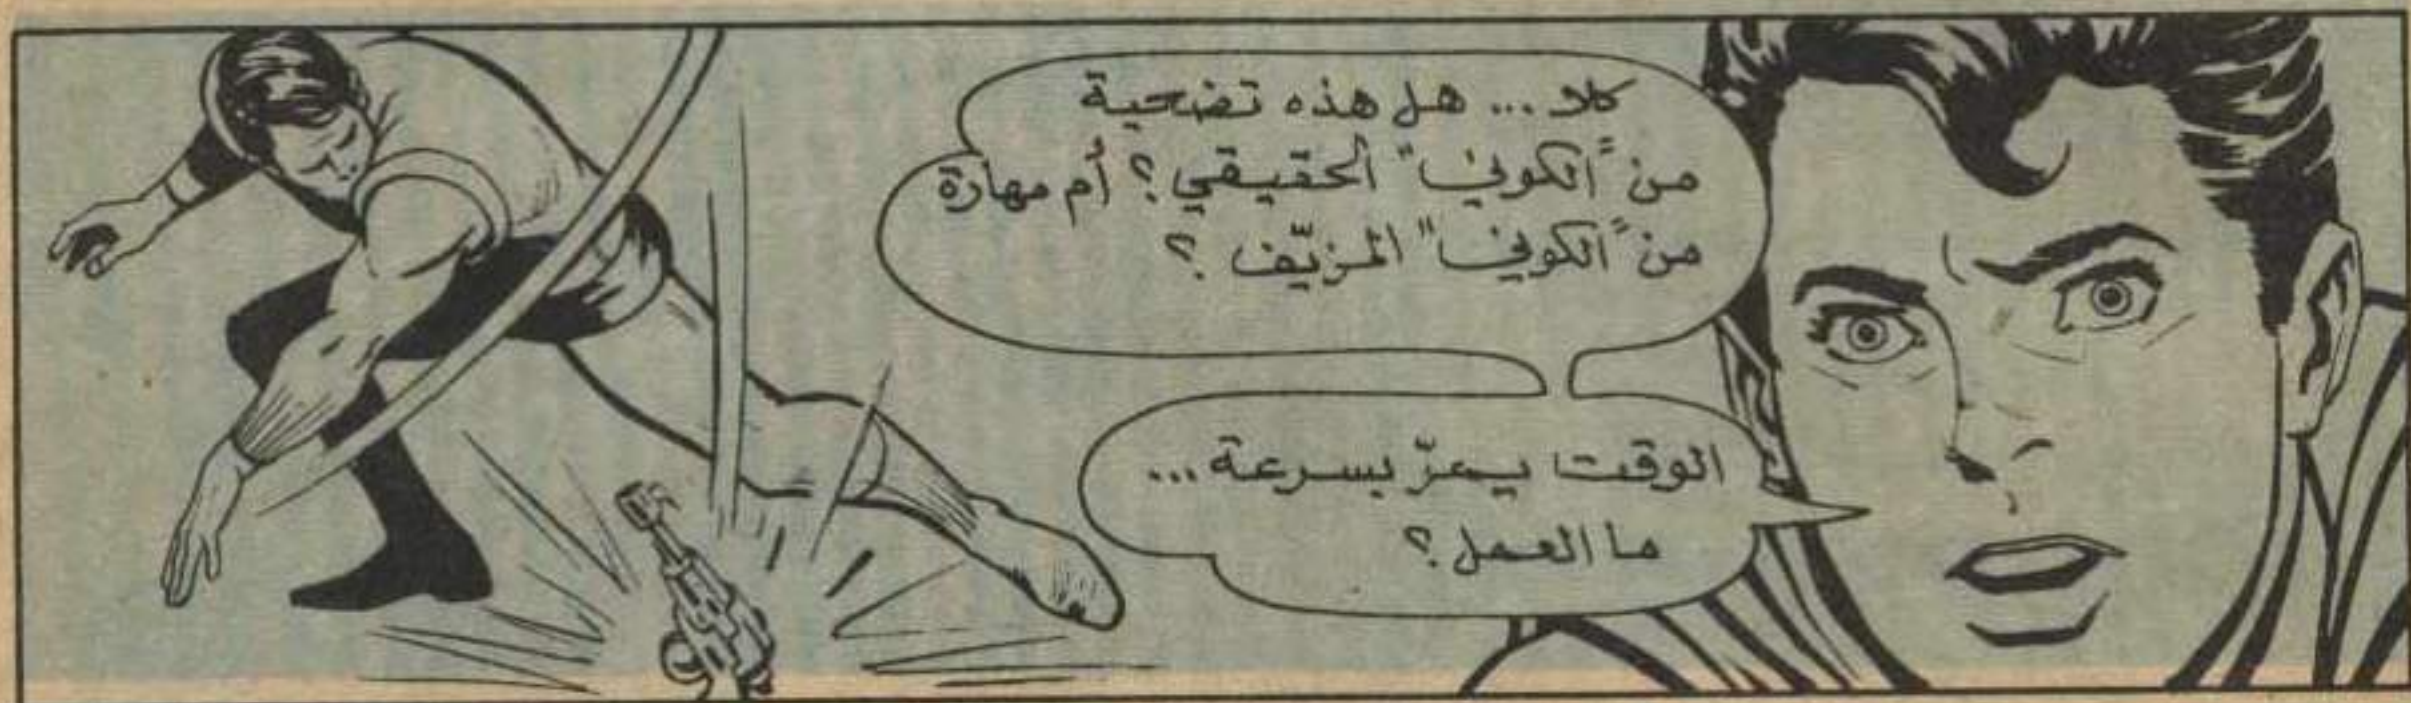 كلا... هل هذه تضحية
من "الكوني" الحقيقي؟ أم مهارة
من "الكوني" المزيّف؟
الوقت يمرّ بسرعة...
ما العمل؟